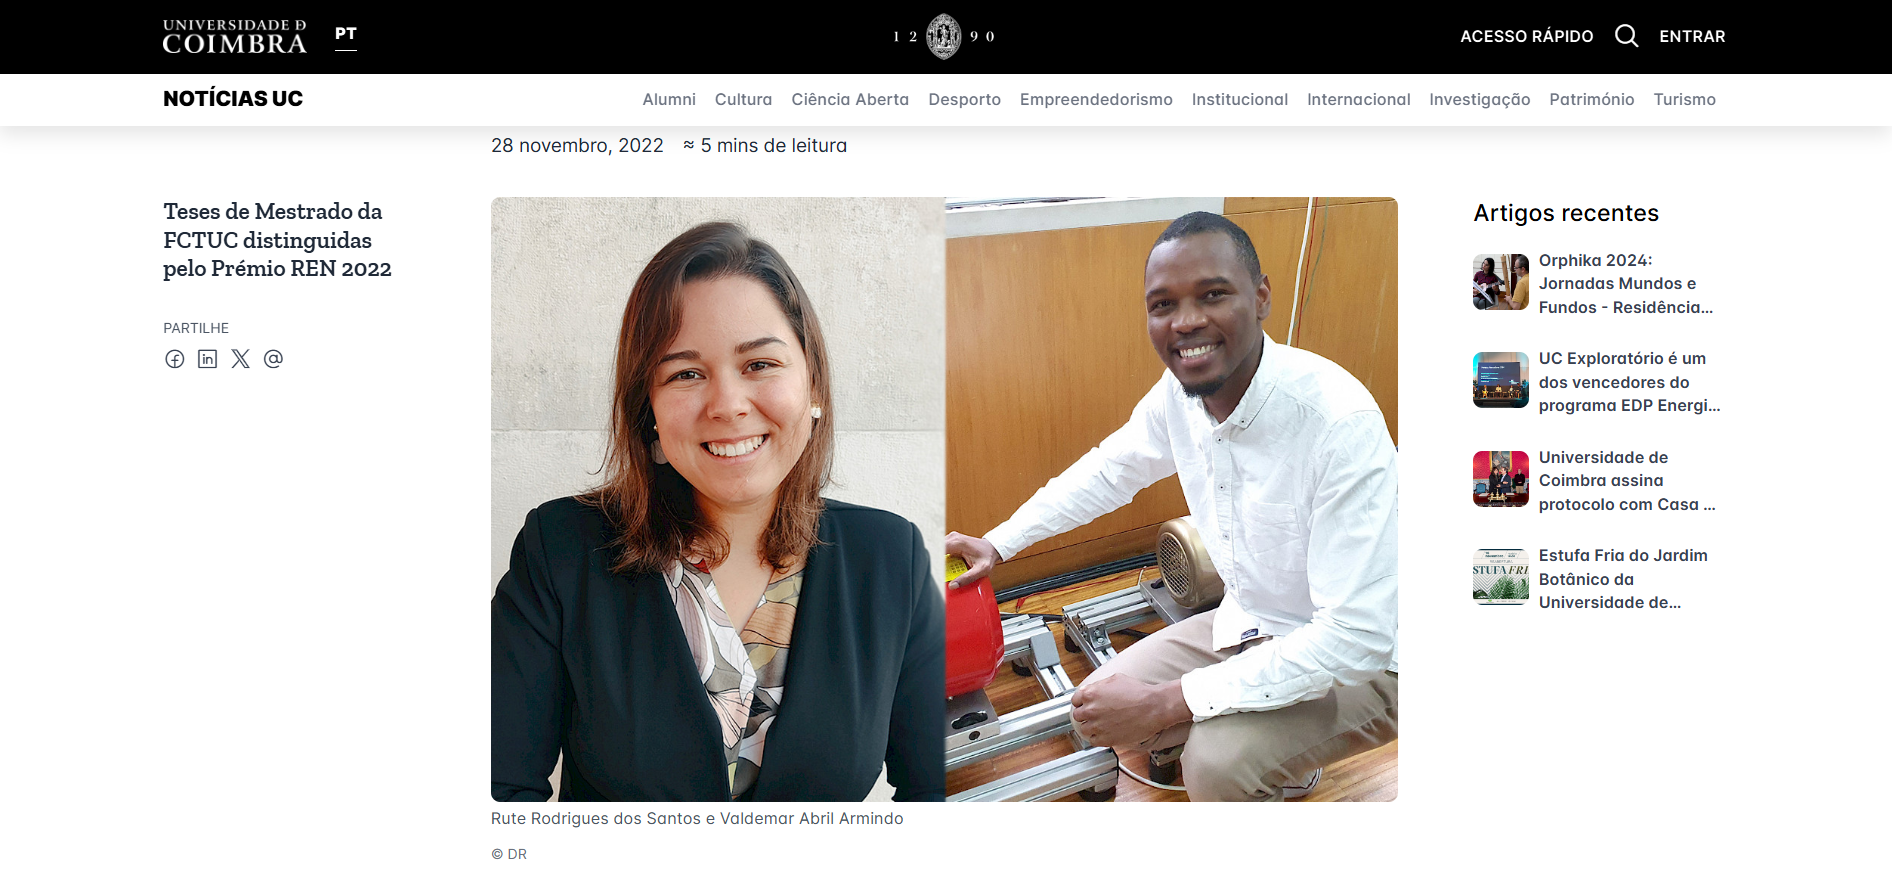 UNIVERSIDADE D
COIMBRA
PT
1 2 9 0
ACESSO RÁPIDO
ENTRAR
NOTÍCIAS UC
Alumni Cultura Ciência Aberta Desporto Empreendedorismo Institucional Internacional Investigação Património Turismo
28 novembro, 2022 ≈ 5 mins de leitura
Teses de Mestrado da
FCTUC distinguidas
pelo Prémio REN 2022
PARTILHE
Rute Rodrigues dos Santos e Valdemar Abril Armindo
© DR
Artigos recentes
Orphika 2024:
Jornadas Mundos e
Fundos - Residência...
UC Exploratório é um
dos vencedores do
programa EDP Energi...
Universidade de
Coimbra assina
protocolo com Casa ...
STUFA FRI
Estufa Fria do Jardim
Botânico da
Universidade de...